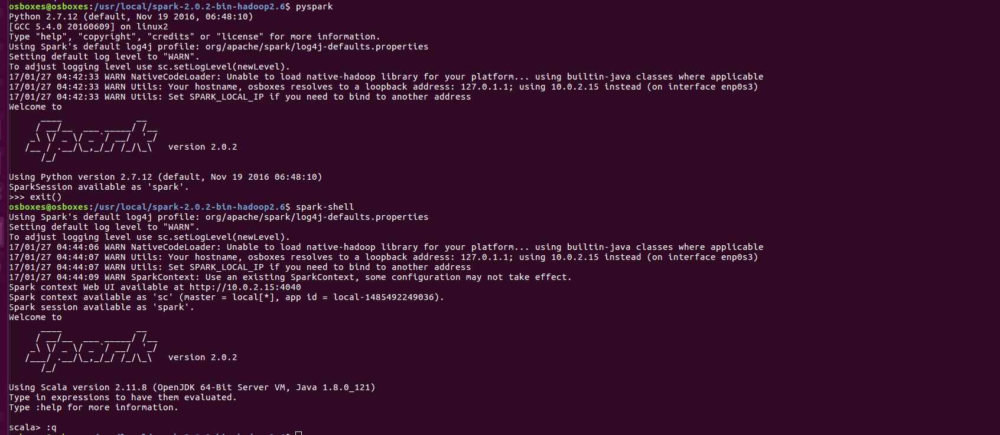 osboxes@osboxes:/usr/local/spark-2.0.2-bin-hadoop2.6$ pyspark
Python 2.7.12 (default, Nov 19 2016, 06:48:10)
[GCC 5.4.0 20160609] on linux2
Type "help", "copyright", "credits" or "license" for more information.
Using Spark's default log4j profile: org/apache/spark/log4j-defaults.properties
Setting default log level to "WARN".
To adjust logging level use sc.setLogLevel(newLevel).
17/01/27 04:42:33 WARN NativeCodeLoader: Unable to load native-hadoop library for your platform... using builtin-java classes where applicable
17/01/27 04:42:33 WARN Utils: Your hostname, osboxes resolves to a loopback address: 127.0.1.1; using 10.0.2.15 instead (on interface enp0s3)
17/01/27 04:42:33 WARN Utils: Set SPARK_LOCAL_IP if you need to bind to another address
Welcome to
      ____              __
     / __/__  ___ _____/ /__
    _\ \/ _ \/ _ `/ __/  '_/
   /__ / .__/\_,_/_/ /_/\_\   version 2.0.2
      /_/
Using Python version 2.7.12 (default, Nov 19 2016 06:48:10)
SparkSession available as 'spark'.
>>> exit()
osboxes@osboxes:/usr/local/spark-2.0.2-bin-hadoop2.6$ spark-shell
Using Spark's default log4j profile: org/apache/spark/log4j-defaults.properties
Setting default log level to "WARN".
To adjust logging level use sc.setLogLevel(newLevel).
17/01/27 04:44:06 WARN NativeCodeLoader: Unable to load native-hadoop library for your platform... using builtin-java classes where applicable
17/01/27 04:44:07 WARN Utils: Your hostname, osboxes resolves to a loopback address: 127.0.1.1; using 10.0.2.15 instead (on interface enp0s3)
17/01/27 04:44:07 WARN Utils: Set SPARK_LOCAL_IP if you need to bind to another address
17/01/27 04:44:09 WARN SparkContext: Use an existing SparkContext, some configuration may not take effect.
Spark context Web UI available at http://10.0.2.15:4040
Spark context available as 'sc' (master = local[*], app id = local-1485492249036).
Spark session available as 'spark'.
Welcome to
      ____              __
     / __/__  ___ _____/ /__
    _\ \/ _ \/ _ `/ __/  '_/
   /___/ .__/\_,_/_/ /_/\_\   version 2.0.2
      /_/
Using Scala version 2.11.8 (OpenJDK 64-Bit Server VM, Java 1.8.0_121)
Type in expressions to have them evaluated.
Type :help for more information.
scala> :q